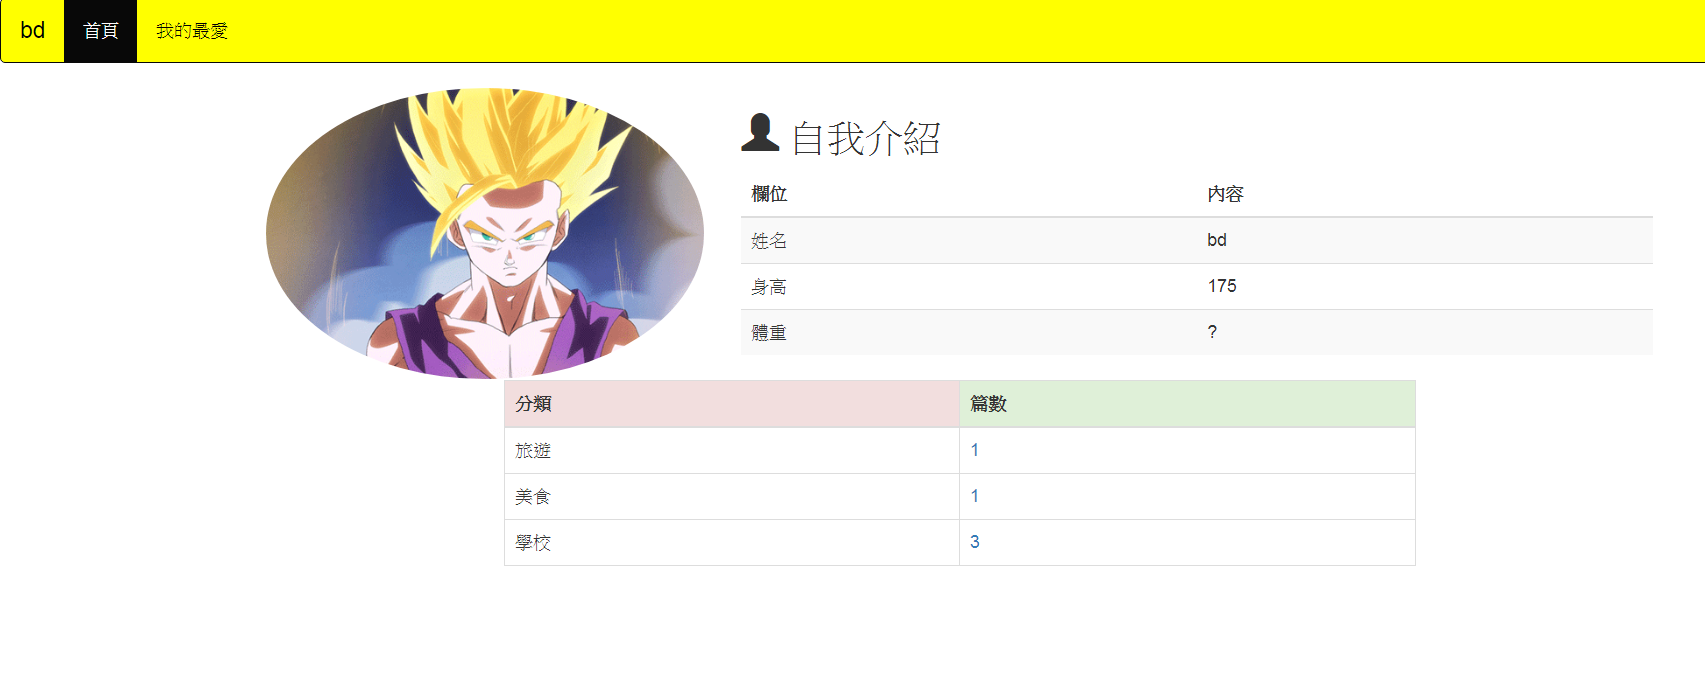 bd 首頁 我的最愛
自我介紹
欄位 內容
姓名 bd
身高 175
體重 ?
分類 篇數
旅遊 1
美食 1
學校 3